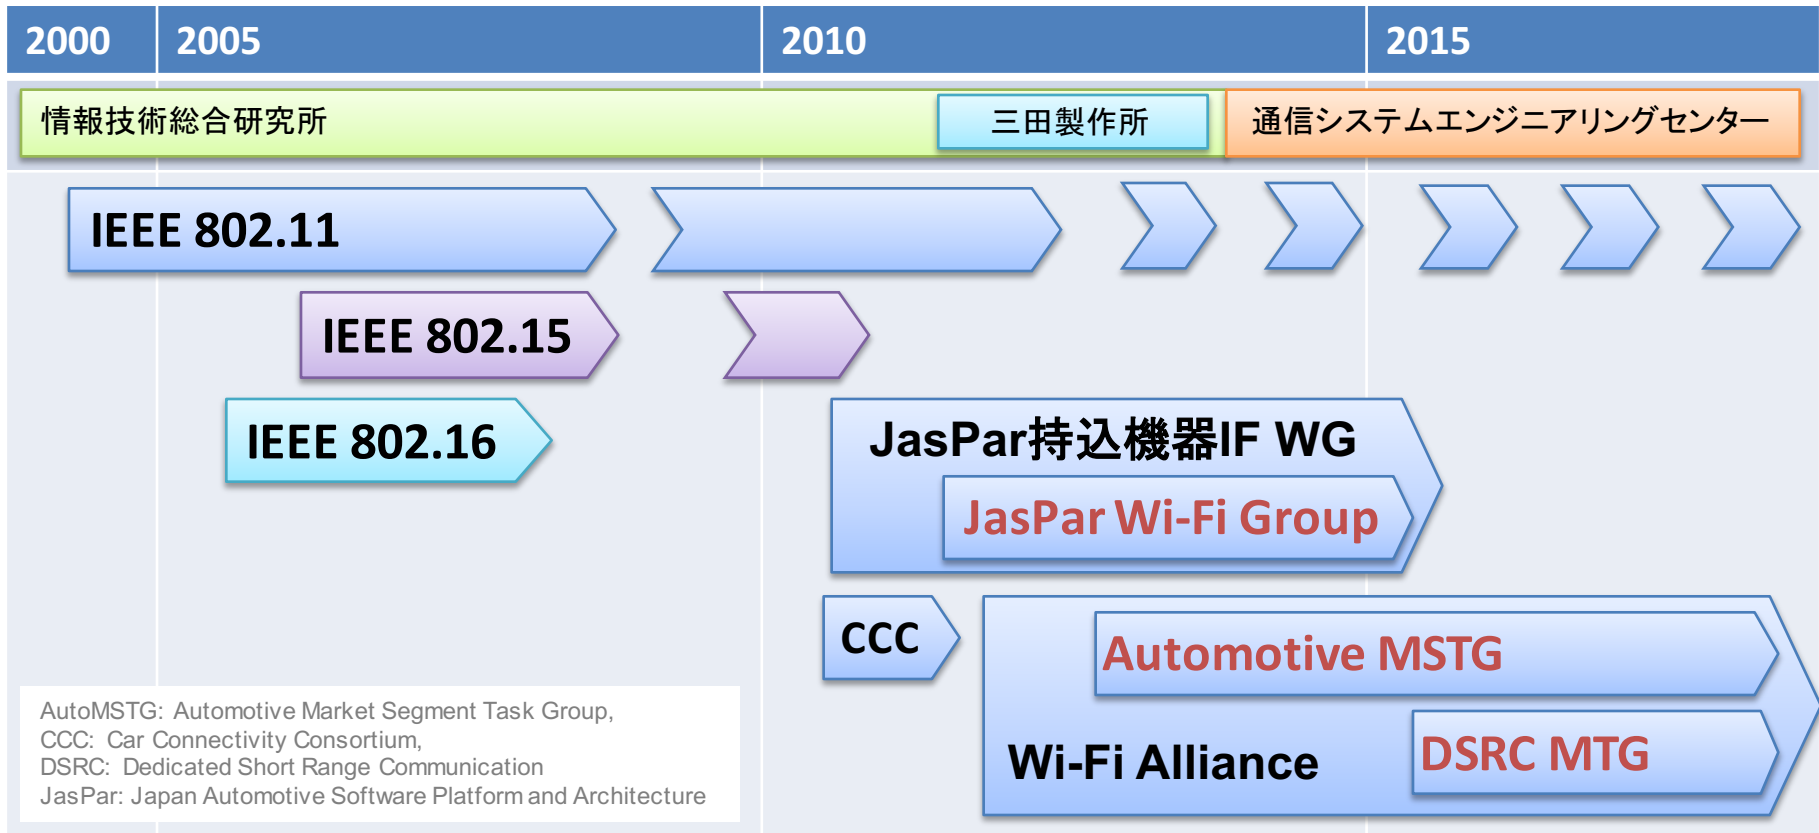 2000 2005 2010 2015
情報技術総合研究所 三田製作所 通信システムエンジニアリングセンター
IEEE 802.11
IEEE 802.15
IEEE 802.16
JasPar持込機器IF WG
JasPar Wi-Fi Group
CCC
Automotive MSTG
Wi-Fi Alliance
DSRC MTG
AutoMSTG: Automotive Market Segment Task Group,
CCC: Car Connectivity Consortium,
DSRC: Dedicated Short Range Communication
JasPar: Japan Automotive Software Platform and Architecture